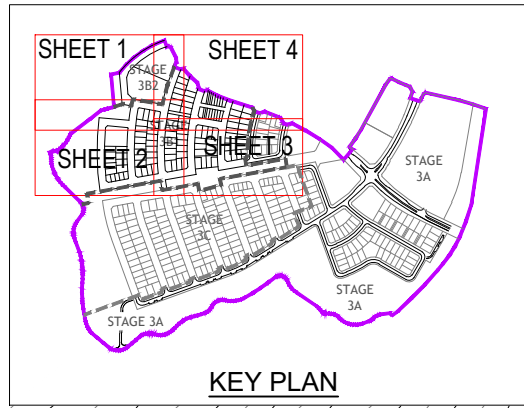 SHEET 1
SHEET 4
STAGE
3B2
STAGE
SHEET 3
SHEET 2
STAGE
3A
STAGE
3C
STAGE
3A
STAGE 3A
KEY PLAN